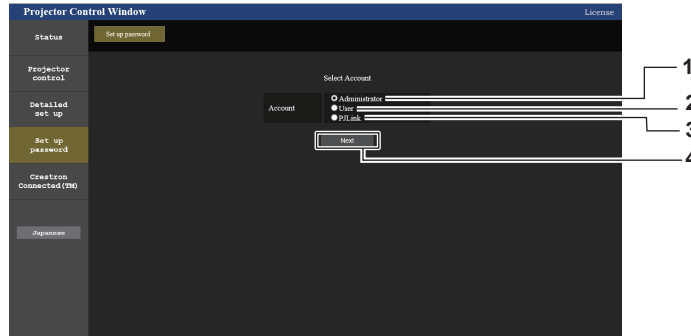 Projector Control Window
License
Status
Set up password
Projector
control
Select Account
1
Account
Administrator
2
User
3
PJLink
Detailed
set up
Next
4
Set up
password
Crestron
Connected(TM)
Japanese